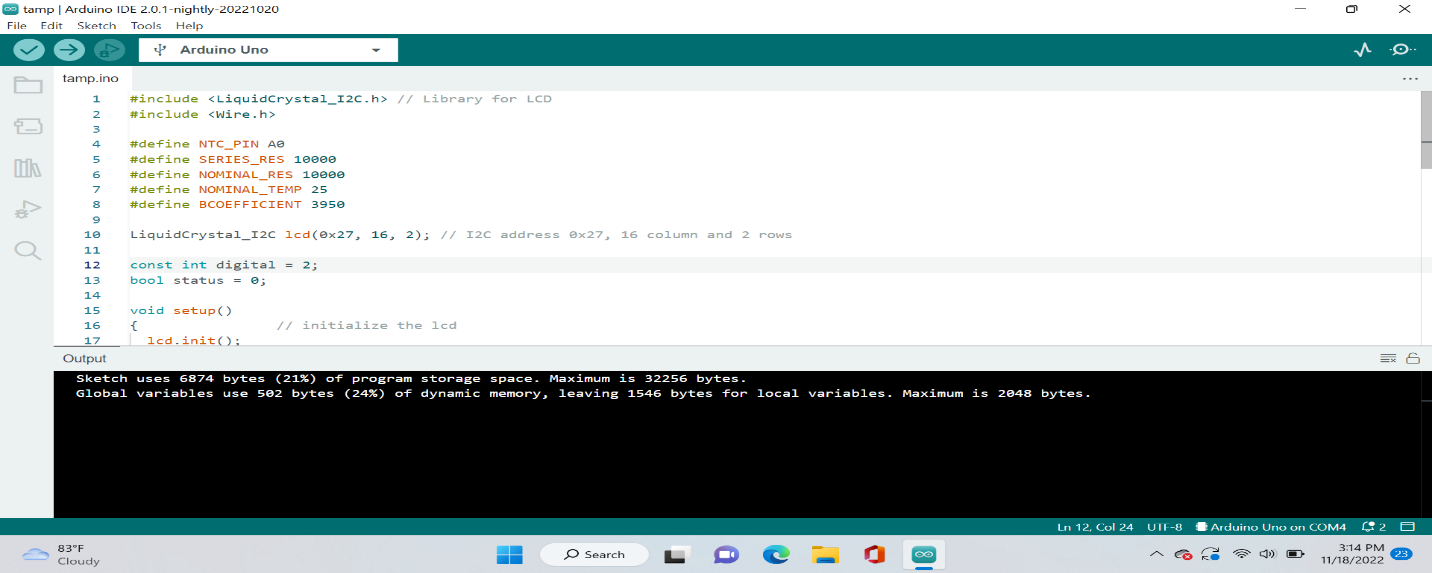 tamp | Arduino IDE 2.0.1-nightly-20221020
File Edit Sketch Tools Help
Arduino Uno
tamp.ino
1 #include <LiquidCrystal_I2C.h> // Library for LCD
2 #include <Wire.h>
3
4 #define NTC_PIN A0
5 #define SERIES_RES 10000
6 #define NOMINAL_RES 10000
7 #define NOMINAL_TEMP 25
8 #define BCOEFFICIENT 3950
9
10 LiquidCrystal_I2C lcd(0x27, 16, 2); // I2C address 0x27, 16 column and 2 rows
11
12 const int digital = 2;
13 bool status = 0;
14
15 void setup()
16 { // initialize the lcd
17 lcd.init();
Output
Sketch uses 6874 bytes (21%) of program storage space. Maximum is 32256 bytes.
Global variables use 502 bytes (24%) of dynamic memory, leaving 1546 bytes for local variables. Maximum is 2048 bytes.
Ln 12, Col 24 UTF-8 Arduino Uno on COM4 2
83°F
Cloudy
Search
3:14 PM
11/18/2022
23